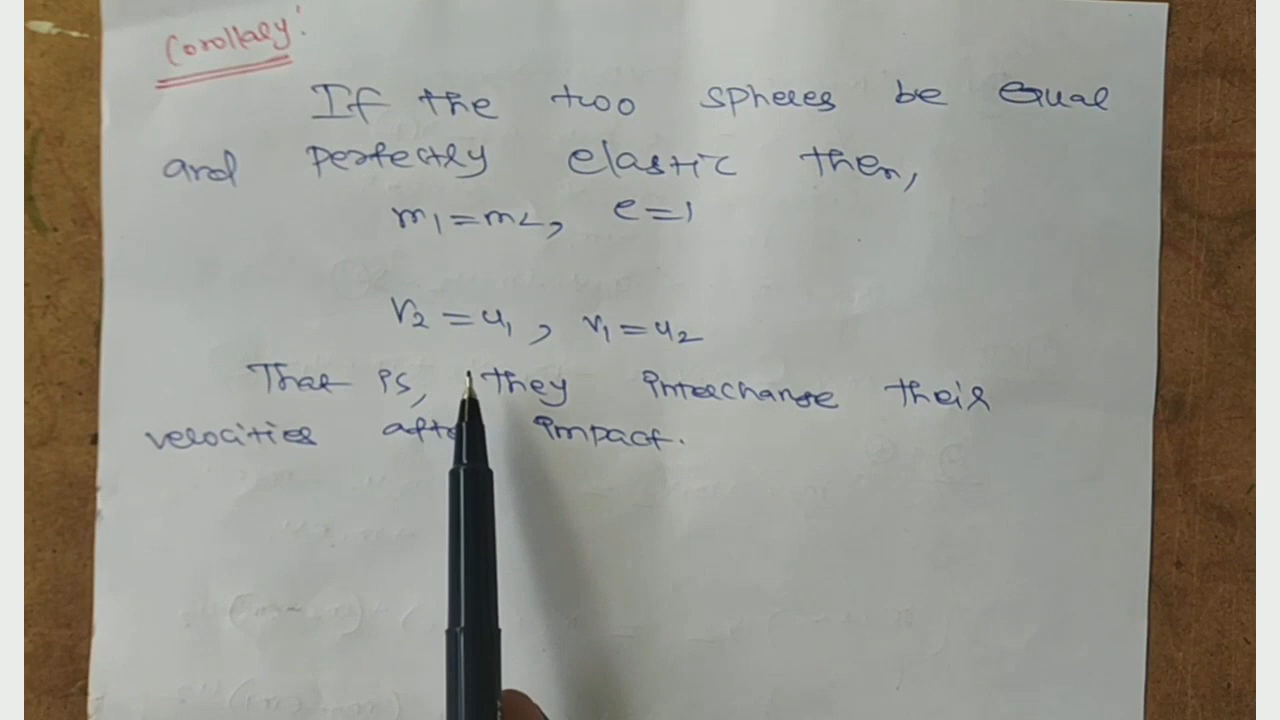 Corollary:
If the two spheres be equal
and perfectly elastic then,
m₁=m₂, e=1
v₂=u₁, v₁=u₂
That is, they interchange their
velocities after impact.